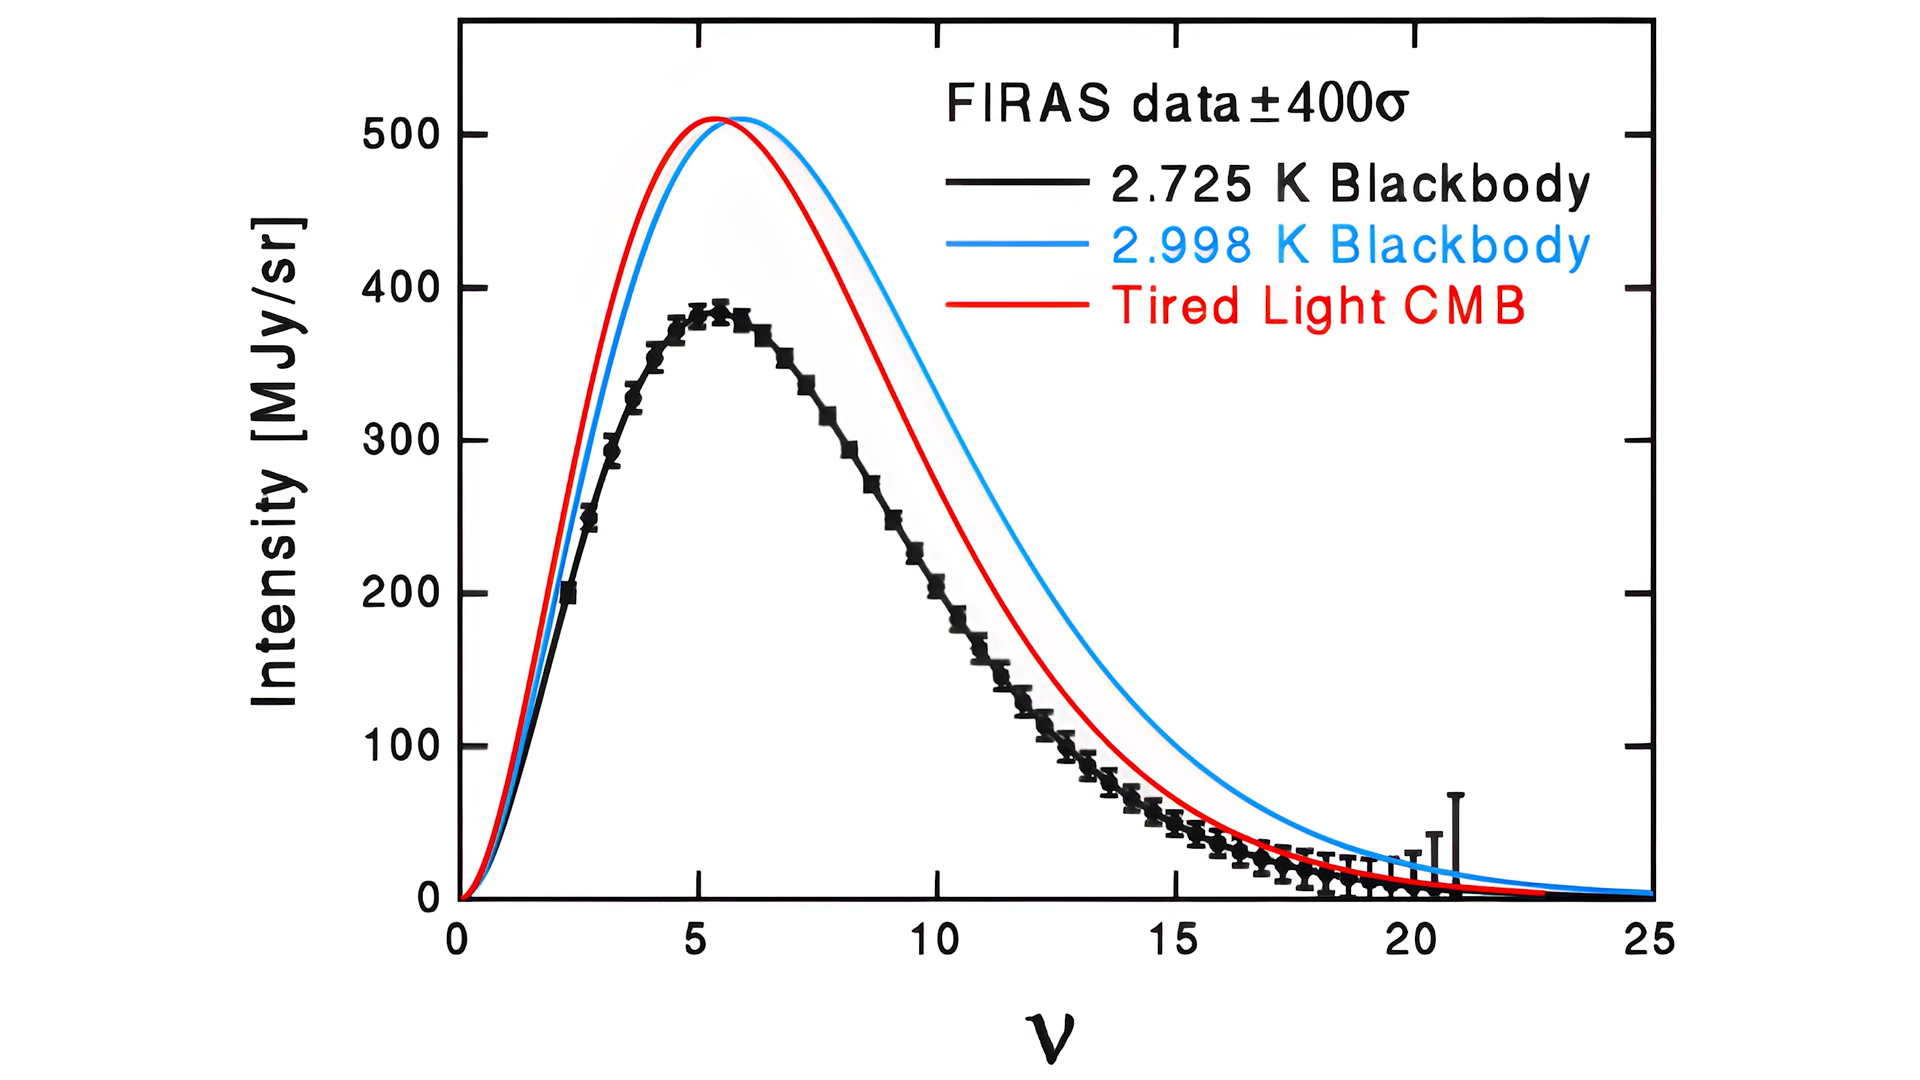 FIRAS data±400σ
2.725 K Blackbody
2.998 K Blackbody
Tired Light CMB
Intensity [MJy/sr]
500
400
300
200
100
0
0 5 10 15 20 25
ν